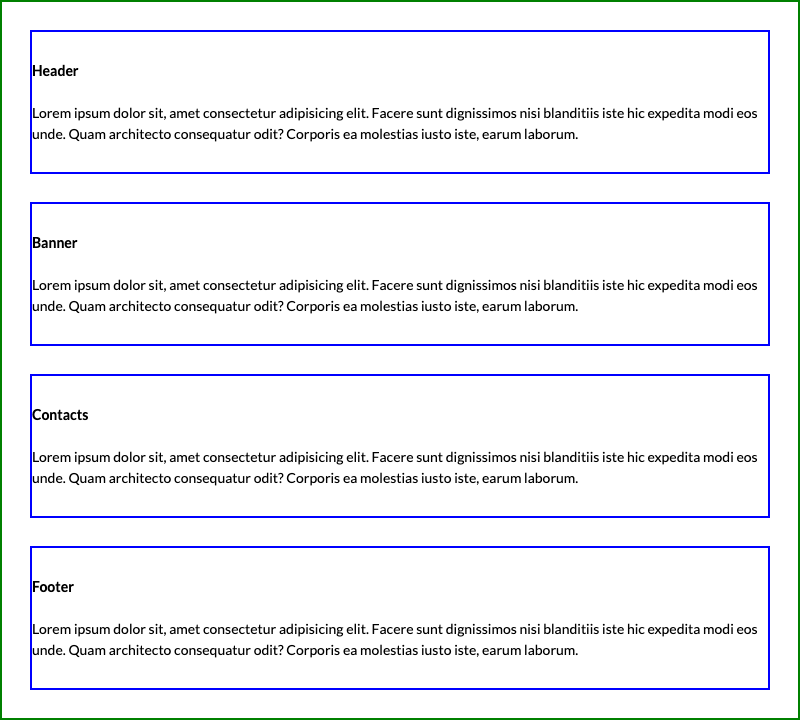 Header
Lorem ipsum dolor sit, amet consectetur adipisicing elit. Facere sunt dignissimos nisi blanditiis iste hic expedita modi eos
unde. Quam architecto consequatur odit? Corporis ea molestias iusto iste, earum laborum.
Banner
Lorem ipsum dolor sit, amet consectetur adipisicing elit. Facere sunt dignissimos nisi blanditiis iste hic expedita modi eos
unde. Quam architecto consequatur odit? Corporis ea molestias iusto iste, earum laborum.
Contacts
Lorem ipsum dolor sit, amet consectetur adipisicing elit. Facere sunt dignissimos nisi blanditiis iste hic expedita modi eos
unde. Quam architecto consequatur odit? Corporis ea molestias iusto iste, earum laborum.
Footer
Lorem ipsum dolor sit, amet consectetur adipisicing elit. Facere sunt dignissimos nisi blanditiis iste hic expedita modi eos
unde. Quam architecto consequatur odit? Corporis ea molestias iusto iste, earum laborum.